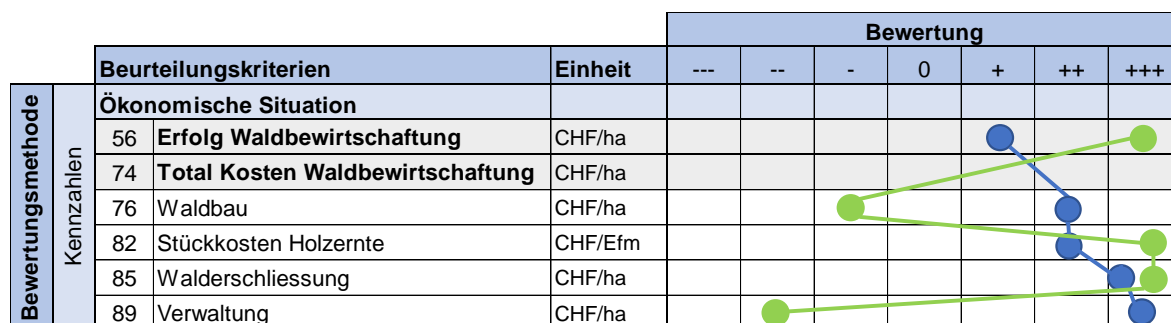 Bewertung
Beurteilungskriterien Einheit --- -- - 0 + ++ +++
Bewertungsmethode
Kennzahlen
Ökonomische Situation
56 Erfolg Waldbewirtschaftung CHF/ha
74 Total Kosten Waldbewirtschaftung CHF/ha
76 Waldbau CHF/ha
82 Stückkosten Holzernte CHF/Efm
85 Walderschliessung CHF/ha
89 Verwaltung CHF/ha